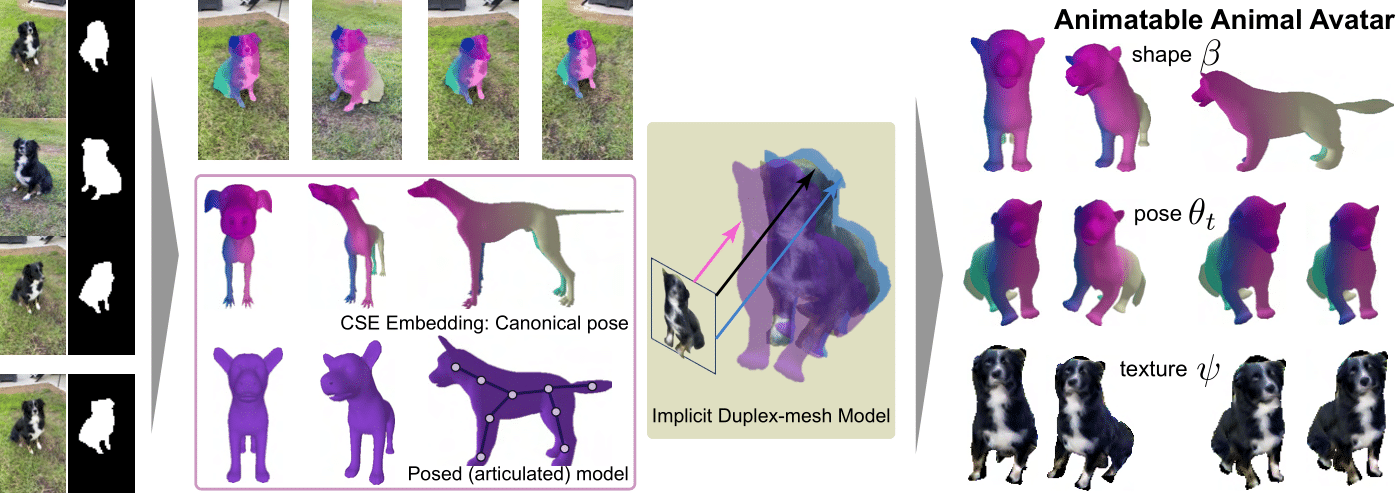 Animatable Animal Avatar
shape β
pose θt
texture ψ
CSE Embedding: Canonical pose
Posed (articulated) model
Implicit Duplex-mesh Model